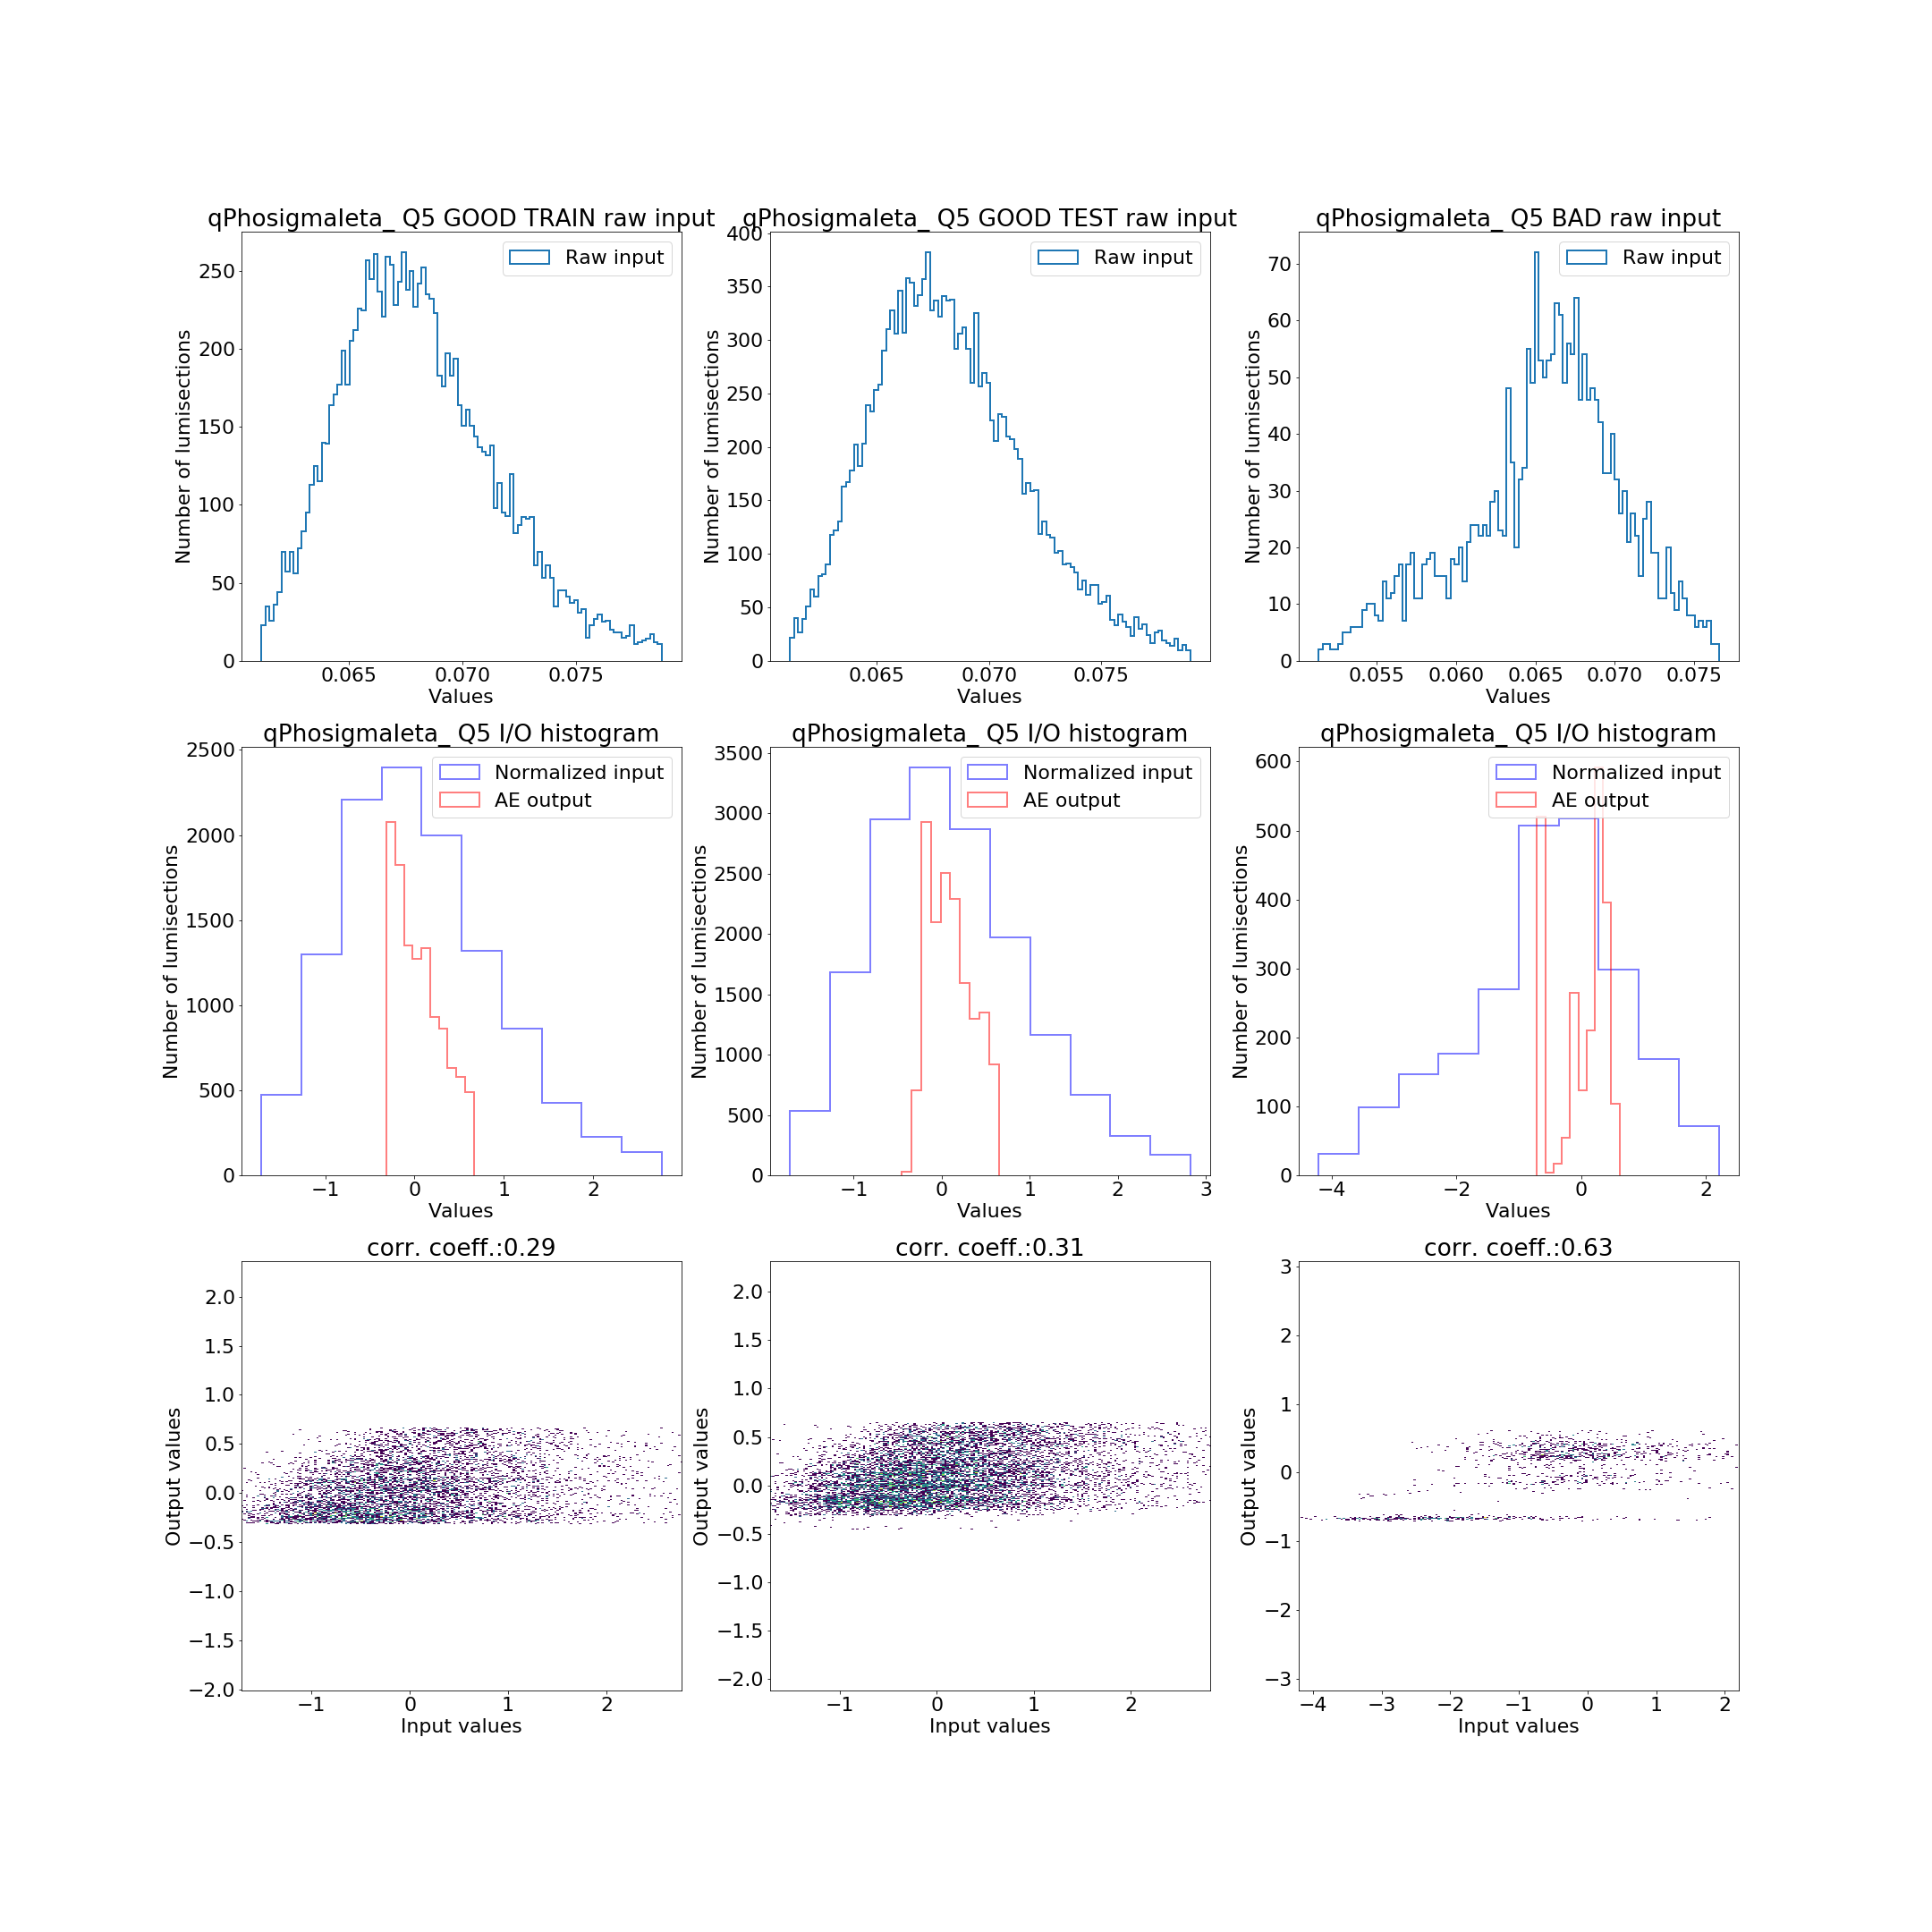 qPhosigmaIeta_ Q5 GOOD TRAIN raw input
qPhosigmaIeta_ Q5 GOOD TEST raw input
qPhosigmaIeta_ Q5 BAD raw input
Raw input
Raw input
Raw input
Number of lumisections
Number of lumisections
Number of lumisections
250
200
150
100
50
0
400
350
300
250
200
150
100
50
0
70
60
50
40
30
20
10
0
0.065 0.070 0.075
0.065 0.070 0.075
0.055 0.060 0.065 0.070 0.075
Values
Values
Values
qPhosigmaIeta_ Q5 I/O histogram
qPhosigmaIeta_ Q5 I/O histogram
qPhosigmaIeta_ Q5 I/O histogram
Normalized input
AE output
Normalized input
AE output
Normalized input
AE output
Number of lumisections
Number of lumisections
Number of lumisections
2500
2000
1500
1000
500
0
3500
3000
2500
2000
1500
1000
500
0
600
500
400
300
200
100
0
−1 0 1 2
−1 0 1 2 3
−4 −2 0 2
Values
Values
Values
corr. coeff.:0.29
corr. coeff.:0.31
corr. coeff.:0.63
Output values
Output values
Output values
2.0
1.5
1.0
0.5
0.0
−0.5
−1.0
−1.5
−2.0
2.0
1.5
1.0
0.5
0.0
−0.5
−1.0
−1.5
−2.0
3
2
1
0
−1
−2
−3
−1 0 1 2
−1 0 1 2
−4 −3 −2 −1 0 1 2
Input values
Input values
Input values